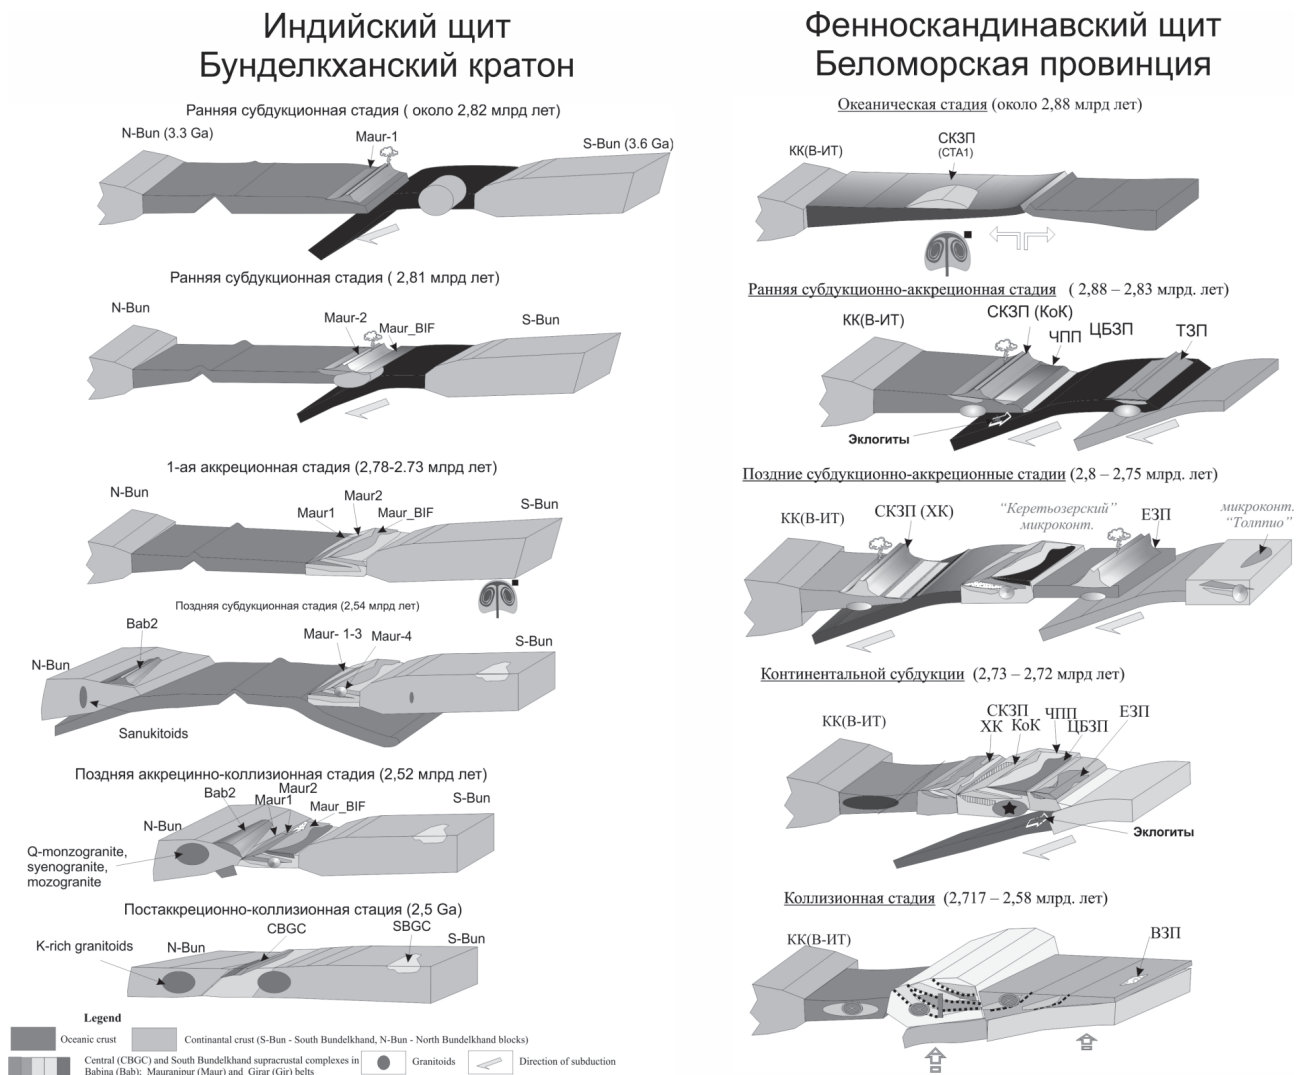 Индийский щит
Бунделкханский кратон
Ранняя субдукционная стадия ( около 2,82 млрд лет)
N-Bun (3.3 Ga)
Maur-1
S-Bun (3.6 Ga)
Ранняя субдукционная стадия ( 2,81 млрд лет)
N-Bun
Maur-2
Maur_BIF
S-Bun
1-ая аккреционная стадия (2,78-2.73 млрд лет)
N-Bun
Maur1
Maur2
Maur_BIF
S-Bun
Поздняя субдукционная стадия (2,54 млрд лет)
Bab2
N-Bun
Maur- 1-3
Maur-4
S-Bun
Sanukitoids
Поздняя аккрецинно-коллизионная стадия (2,52 млрд лет)
Bab2
Maur2
Maur1
Maur_BIF
S-Bun
N-Bun
Q-monzogranite,
syenogranite,
mozogranite
Постаккреционно-коллизионная стация (2,5 Ga)
K-rich granitoids
N-Bun
CBGC
SBGC
S-Bun
Legend
Oceanic crust
Continantal crust (S-Bun - South Bundelkhand, N-Bun - North Bundelkhand blocks)
Central (CBGC) and South Bundelkhand supracrustal complexes in
Babina (Bab); Mauranipur (Maur) and Girar (Gir) belts
Granitoids
Direction of subduction
Фенноскандинавский щит
Беломорская провинция
Океаническая стадия (около 2,88 млрд лет)
КК(В-ИТ)
СКЗП
(СТА1)
Ранняя субдукционно-аккреционная стадия ( 2,88 – 2,83 млрд. лет)
КК(В-ИТ)
СКЗП (КоК)
ЧПП
ЦБЗП
ТЗП
Эклогиты
Поздние субдукционно-аккреционные стадии (2,8 – 2,75 млрд. лет)
КК(В-ИТ)
СКЗП (ХК)
“Керетьозерский”
микроконт.
ЕЗП
микроконт.
“Толппио”
Континентальной субдукции (2,73 – 2,72 млрд лет)
КК(В-ИТ)
СКЗП
ХК КоК
ЧПП
ЦБЗП
ЕЗП
Эклогиты
Коллизионная стадия (2,717 – 2,58 млрд. лет)
КК(В-ИТ)
ВЗП